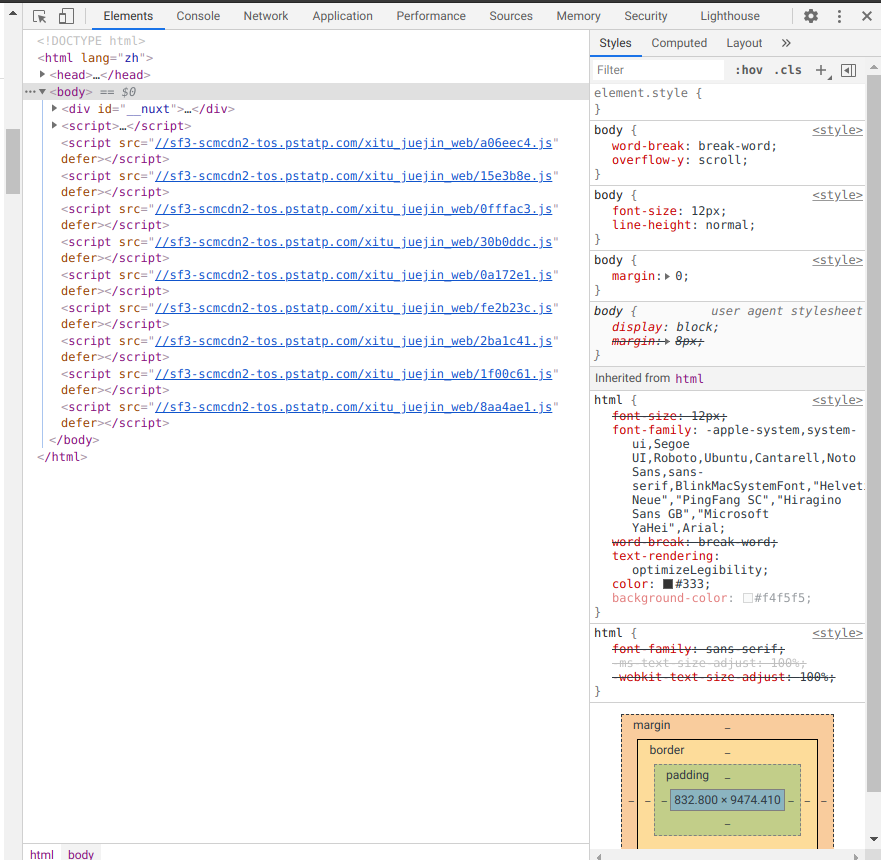 Elements Console Network Application Performance Sources Memory Security Lighthouse
<!DOCTYPE html>
<html lang="zh">
<head>…</head>
<body> == $0
<div id="__nuxt">…</div>
<script>…</script>
<script src="//sf3-scmcdn2-tos.pstatp.com/xitu_juejin_web/a06eec4.js"
defer></script>
<script src="//sf3-scmcdn2-tos.pstatp.com/xitu_juejin_web/15e3b8e.js"
defer></script>
<script src="//sf3-scmcdn2-tos.pstatp.com/xitu_juejin_web/0fffac3.js"
defer></script>
<script src="//sf3-scmcdn2-tos.pstatp.com/xitu_juejin_web/30b0ddc.js"
defer></script>
<script src="//sf3-scmcdn2-tos.pstatp.com/xitu_juejin_web/0a172e1.js"
defer></script>
<script src="//sf3-scmcdn2-tos.pstatp.com/xitu_juejin_web/fe2b23c.js"
defer></script>
<script src="//sf3-scmcdn2-tos.pstatp.com/xitu_juejin_web/2ba1c41.js"
defer></script>
<script src="//sf3-scmcdn2-tos.pstatp.com/xitu_juejin_web/1f00c61.js"
defer></script>
<script src="//sf3-scmcdn2-tos.pstatp.com/xitu_juejin_web/8aa4ae1.js"
defer></script>
</body>
</html>
html body
Styles Computed Layout »
Filter :hov .cls +
element.style {
}
body { <style>
word-break: break-word;
overflow-y: scroll;
}
body { <style>
font-size: 12px;
line-height: normal;
}
body { <style>
margin: 0;
}
body { user agent stylesheet
display: block;
margin: 8px;
}
Inherited from html
html { <style>
font-size: 12px;
font-family: -apple-system,system-
ui,Segoe
UI,Roboto,Ubuntu,Cantarell,Noto
Sans,sans-
serif,BlinkMacSystemFont,"Helveti
Neue","PingFang SC","Hiragino
Sans GB","Microsoft
YaHei",Arial;
word-break: break-word;
text-rendering:
optimizeLegibility;
color: #333;
background-color: #f4f5f5;
}
html { <style>
font-family: sans-serif;
-ms-text-size-adjust: 100%;
-webkit-text-size-adjust: 100%;
}
margin –
border –
padding –
– – – 832.800 × 9474.410 – – –
–